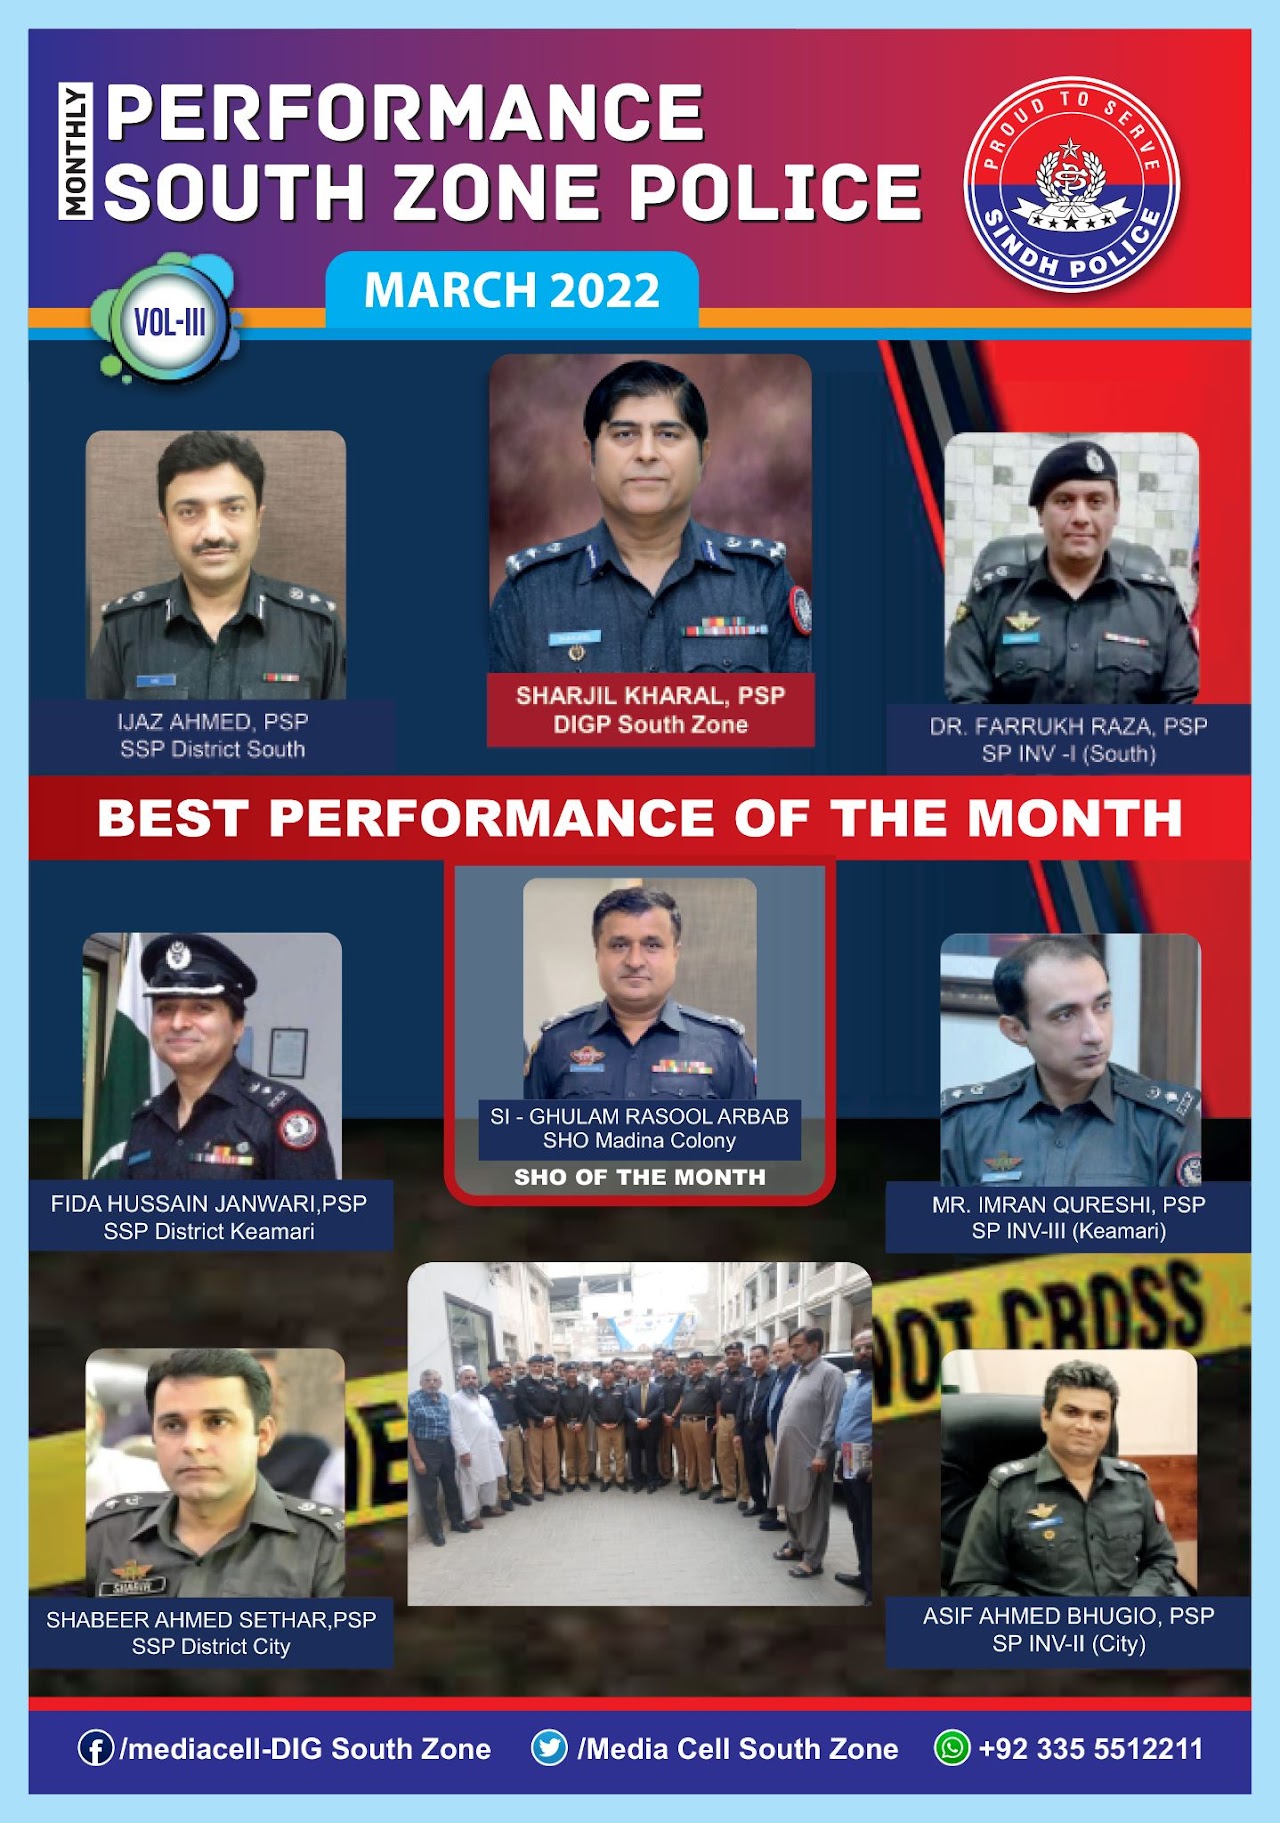 MONTHLY
PERFORMANCE
SOUTH ZONE POLICE
PROUD TO SERVE
SINDH POLICE
VOL-III
MARCH 2022
IJAZ AHMED, PSP
SSP District South
SHARJIL KHARAL, PSP
DIGP South Zone
DR. FARRUKH RAZA, PSP
SP INV -I (South)
BEST PERFORMANCE OF THE MONTH
FIDA HUSSAIN JANWARI,PSP
SSP District Keamari
SI - GHULAM RASOOL ARBAB
SHO Madina Colony
SHO OF THE MONTH
MR. IMRAN QURESHI, PSP
SP INV-III (Keamari)
NOT CROSS
SHABIR
SHABEER AHMED SETHAR,PSP
SSP District City
ASIF AHMED BHUGIO, PSP
SP INV-II (City)
/mediacell-DIG South Zone
/Media Cell South Zone
+92 335 5512211